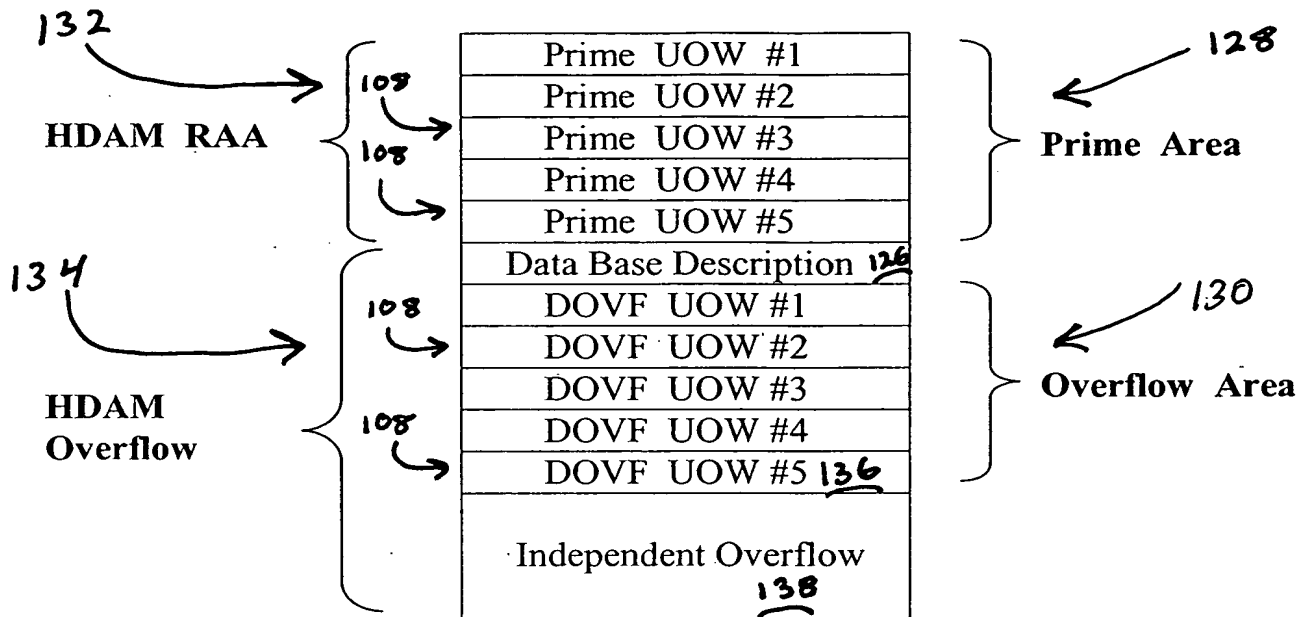 132
128
108
HDAM RAA
108
Prime UOW #1
Prime UOW #2
Prime UOW #3
Prime UOW #4
Prime UOW #5
Prime Area
Data Base Description 126
134
130
108
HDAM
Overflow
108
DOVF UOW #1
DOVF UOW #2
DOVF UOW #3
DOVF UOW #4
DOVF UOW #5 136
Overflow Area
Independent Overflow
138